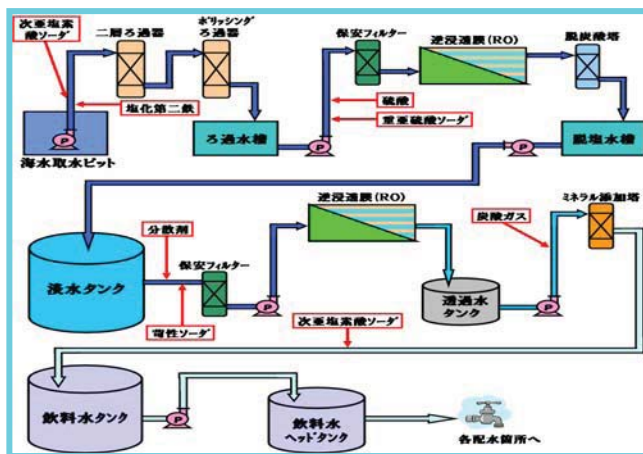 次亜塩素
酸ソーダ
二層ろ過器
ポリッシング
ろ過器
保安フィルター
逆浸透膜(RO)
脱炭酸塔
塩化第二鉄
硫酸
重亜硫酸ソーダ
P
海水取水ピット
ろ過水槽
P
P
脱塩水槽
逆浸透膜(RO)
ミネラル添加塔
炭酸ガス
分散剤
保安フィルター
淡水タンク
苛性ソーダ
P
透過水
タンク
P
次亜塩素酸ソーダ
飲料水タンク
P
飲料水
ヘッドタンク
各配水箇所へ